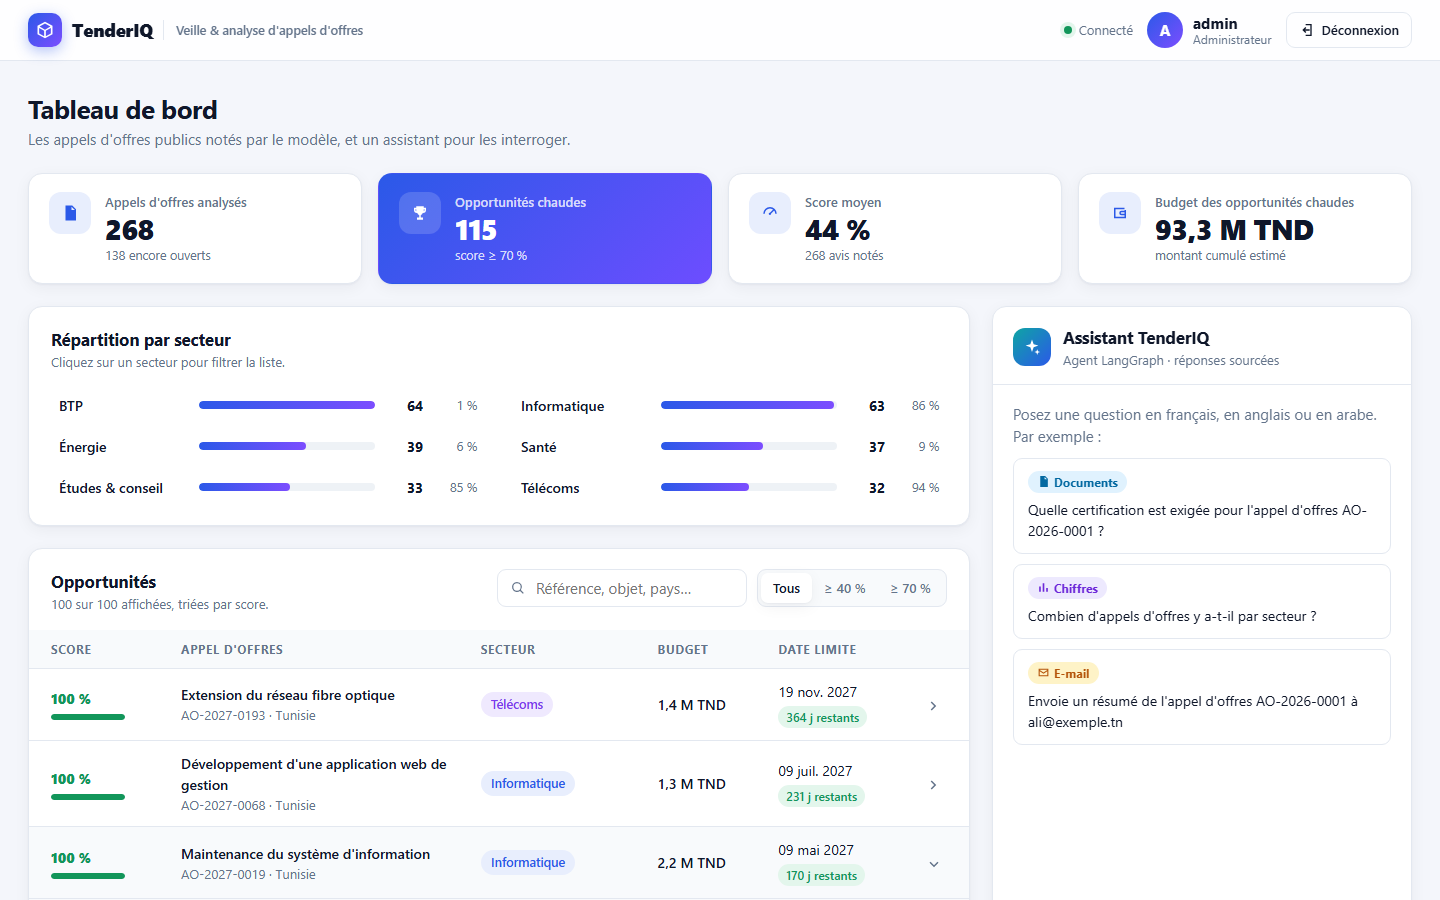 TenderIQ
Veille & analyse d'appels d'offres
Connecté
A
admin
Administrateur
Déconnexion
Tableau de bord
Les appels d'offres publics notés par le modèle, et un assistant pour les interroger.
Appels d'offres analysés
268
138 encore ouverts
Opportunités chaudes
115
score ≥ 70 %
Score moyen
44 %
268 avis notés
Budget des opportunités chaudes
93,3 M TND
montant cumulé estimé
Répartition par secteur
Cliquez sur un secteur pour filtrer la liste.
BTP 64 1 %
Informatique 63 86 %
Énergie 39 6 %
Santé 37 9 %
Études & conseil 33 85 %
Télécoms 32 94 %
Opportunités
100 sur 100 affichées, triées par score.
Référence, objet, pays...
Tous ≥ 40 % ≥ 70 %
SCORE APPEL D'OFFRES SECTEUR BUDGET DATE LIMITE
100 %
Extension du réseau fibre optique
AO-2027-0193 · Tunisie
Télécoms
1,4 M TND
19 nov. 2027
364 j restants
100 %
Développement d'une application web de
gestion
AO-2027-0068 · Tunisie
Informatique
1,3 M TND
09 juil. 2027
231 j restants
100 %
Maintenance du système d'information
AO-2027-0019 · Tunisie
Informatique
2,2 M TND
09 mai 2027
170 j restants
Assistant TenderIQ
Agent LangGraph · réponses sourcées
Posez une question en français, en anglais ou en arabe.
Par exemple :
Documents
Quelle certification est exigée pour l'appel d'offres AO-
2026-0001 ?
Chiffres
Combien d'appels d'offres y a-t-il par secteur ?
E-mail
Envoie un résumé de l'appel d'offres AO-2026-0001 à
ali@exemple.tn